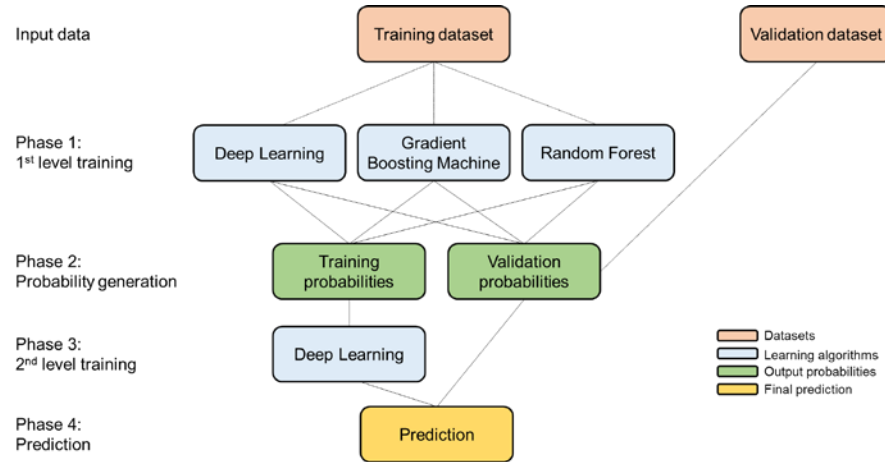 Input data
Training dataset
Validation dataset
Phase 1:
1st level training
Deep Learning
Gradient
Boosting Machine
Random Forest
Phase 2:
Probability generation
Training
probabilities
Validation
probabilities
Phase 3:
2nd level training
Deep Learning
Datasets
Learning algorithms
Output probabilities
Final prediction
Phase 4:
Prediction
Prediction